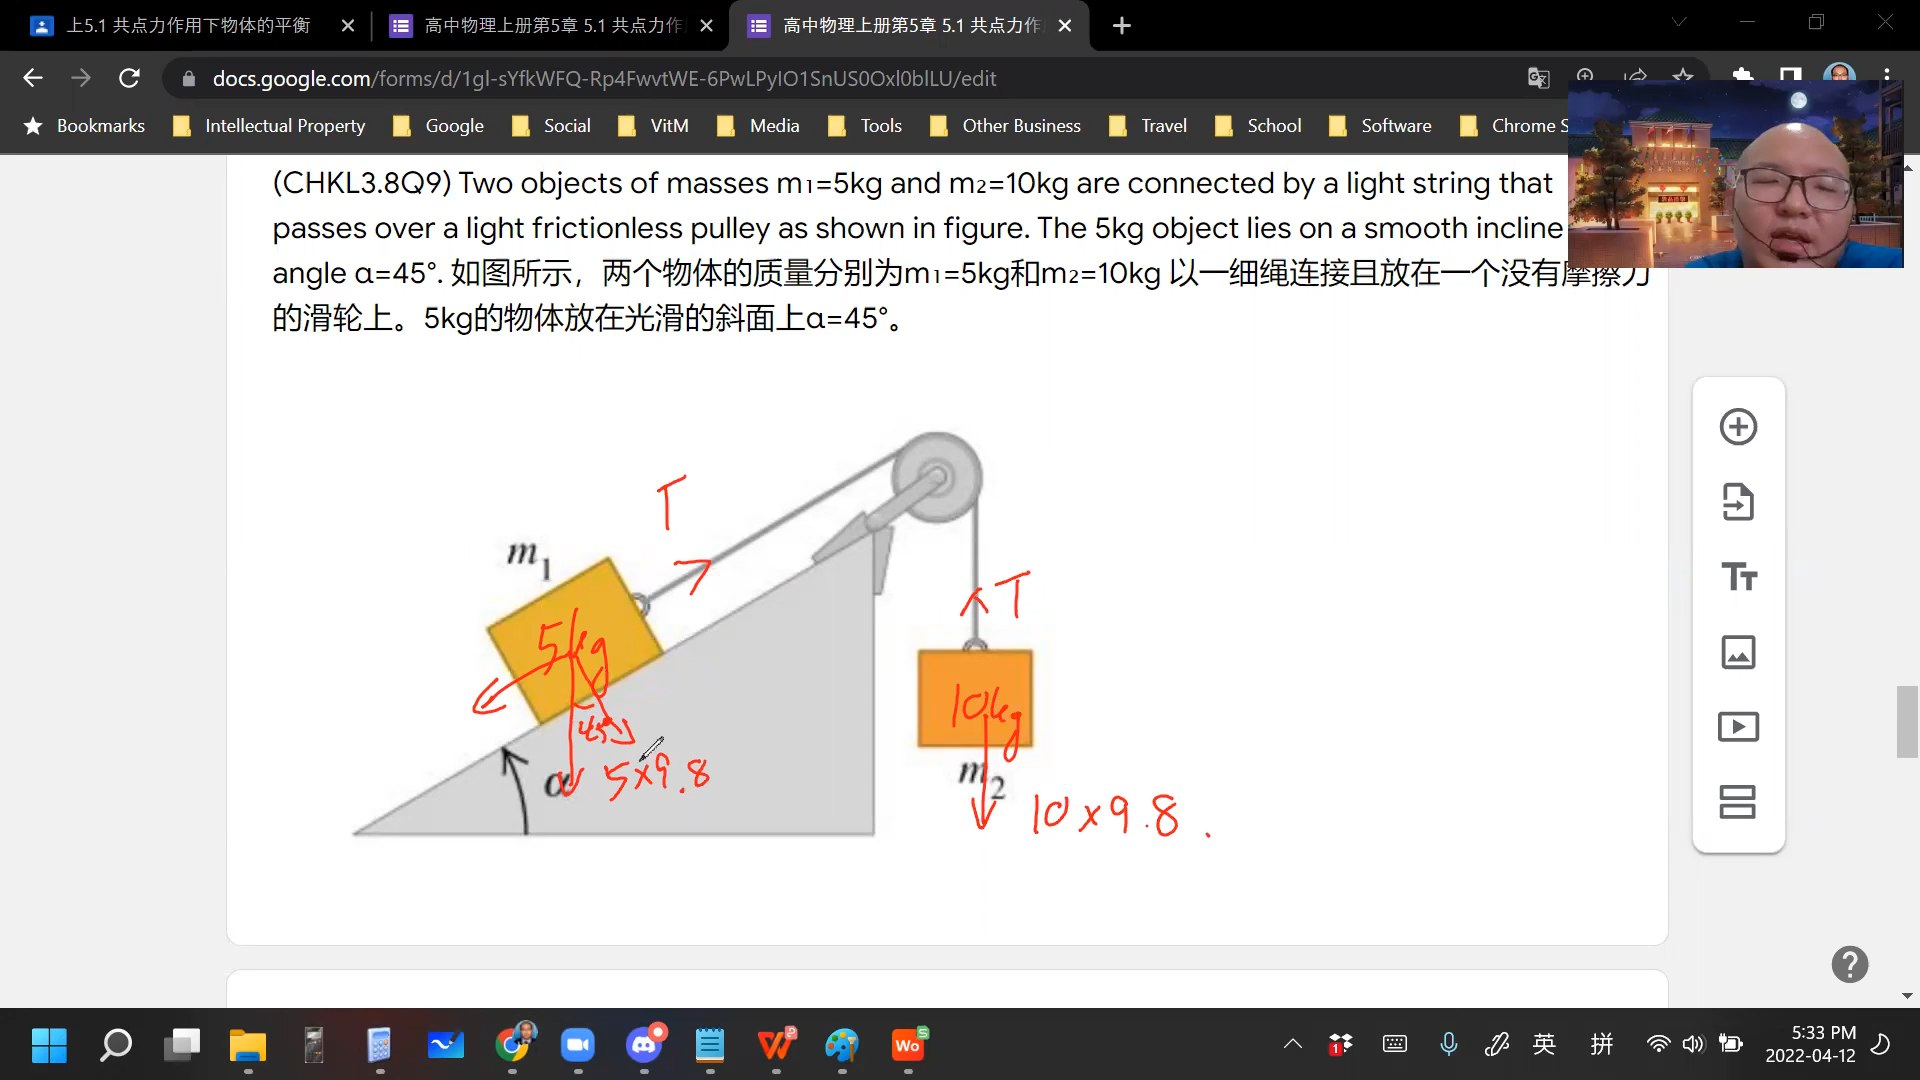 上5.1 共点力作用下物体的平衡
高中物理上册第5章 5.1 共点力作
高中物理上册第5章 5.1 共点力作
docs.google.com/forms/d/1gl-sYfkWFQ-Rp4FwvtWE-6PwLPyIO1SnUS0Oxl0blLU/edit
Bookmarks Intellectual Property Google Social VitM Media Tools Other Business Travel School Software Chrome S
(CHKL3.8Q9) Two objects of masses m₁=5kg and m₂=10kg are connected by a light string that
passes over a light frictionless pulley as shown in figure. The 5kg object lies on a smooth incline
angle α=45°. 如图所示，两个物体的质量分别为m₁=5kg和m₂=10kg 以一细绳连接且放在一个没有摩擦力
的滑轮上。5kg的物体放在光滑的斜面上α=45°。
T
m₁
T
5kg
10kg
45°
α
5×9.8
m₂
10×9.8
Tт
?
1
英
拼
Wo
5:33 PM
2022-04-12